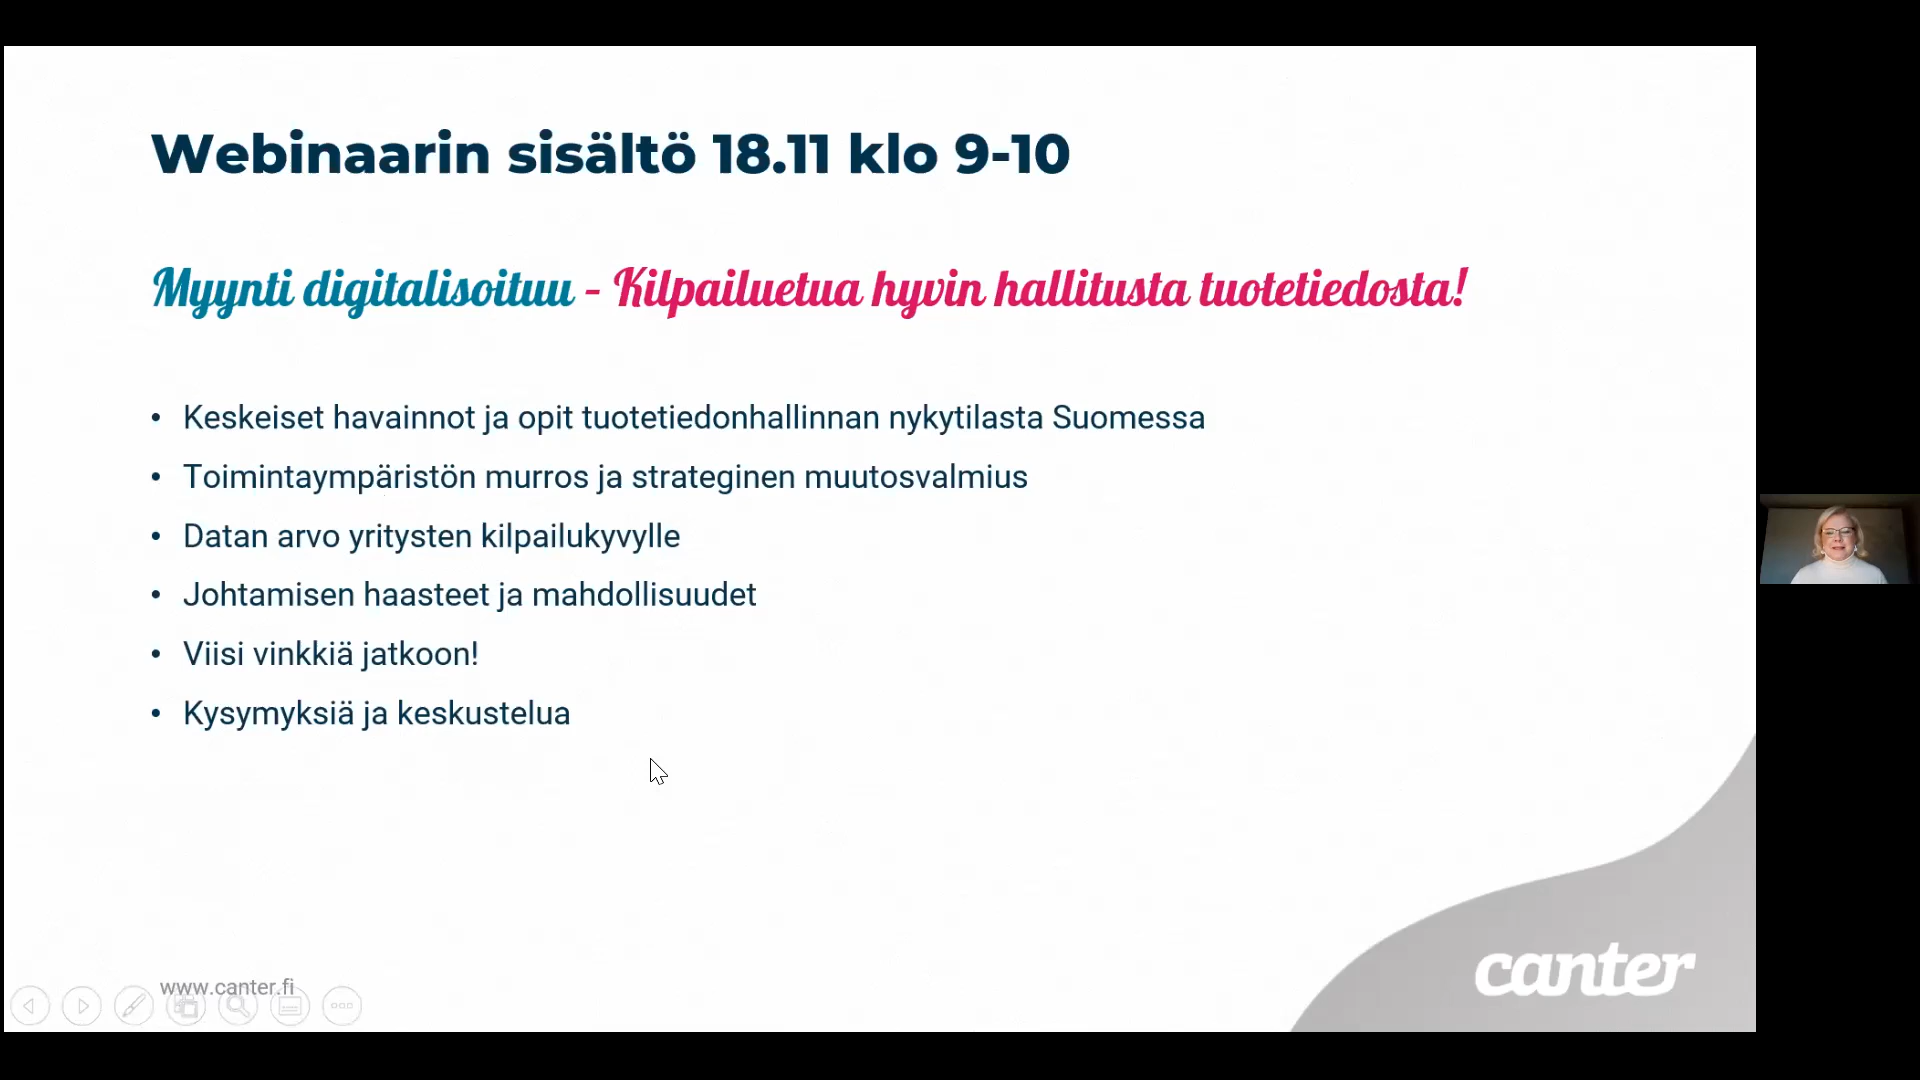 Webinaarin sisältö 18.11 klo 9-10
Myynti digitalisoituu – Kilpailuetua hyvin hallitusta tuotetiedosta!
• Keskeiset havainnot ja opit tuotetiedonhallinnan nykytilasta Suomessa
• Toimintaympäristön murros ja strateginen muutosvalmius
• Datan arvo yritysten kilpailukyvylle
• Johtamisen haasteet ja mahdollisuudet
• Viisi vinkkiä jatkoon!
• Kysymyksiä ja keskustelua
www.canter.fi
canter